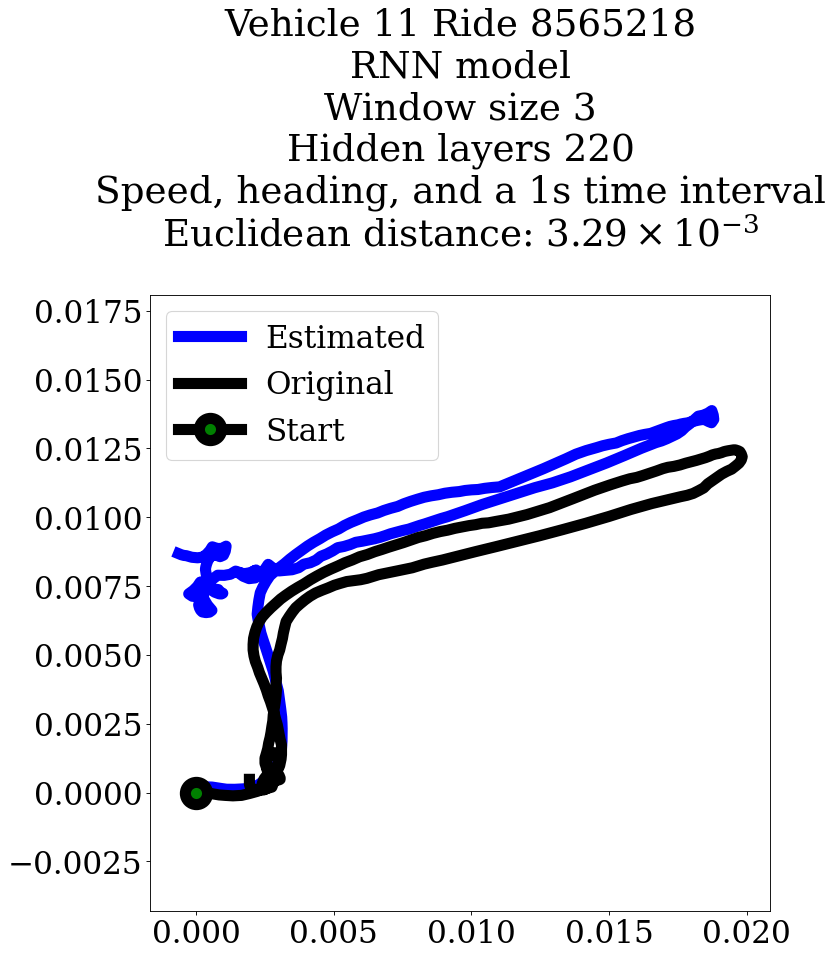 Vehicle 11 Ride 8565218
RNN model
Window size 3
Hidden layers 220
Speed, heading, and a 1s time interval
Euclidean distance: 3.29 × 10⁻³
Estimated
Original
Start
0.0175
0.0150
0.0125
0.0100
0.0075
0.0050
0.0025
0.0000
−0.0025
0.000 0.005 0.010 0.015 0.020